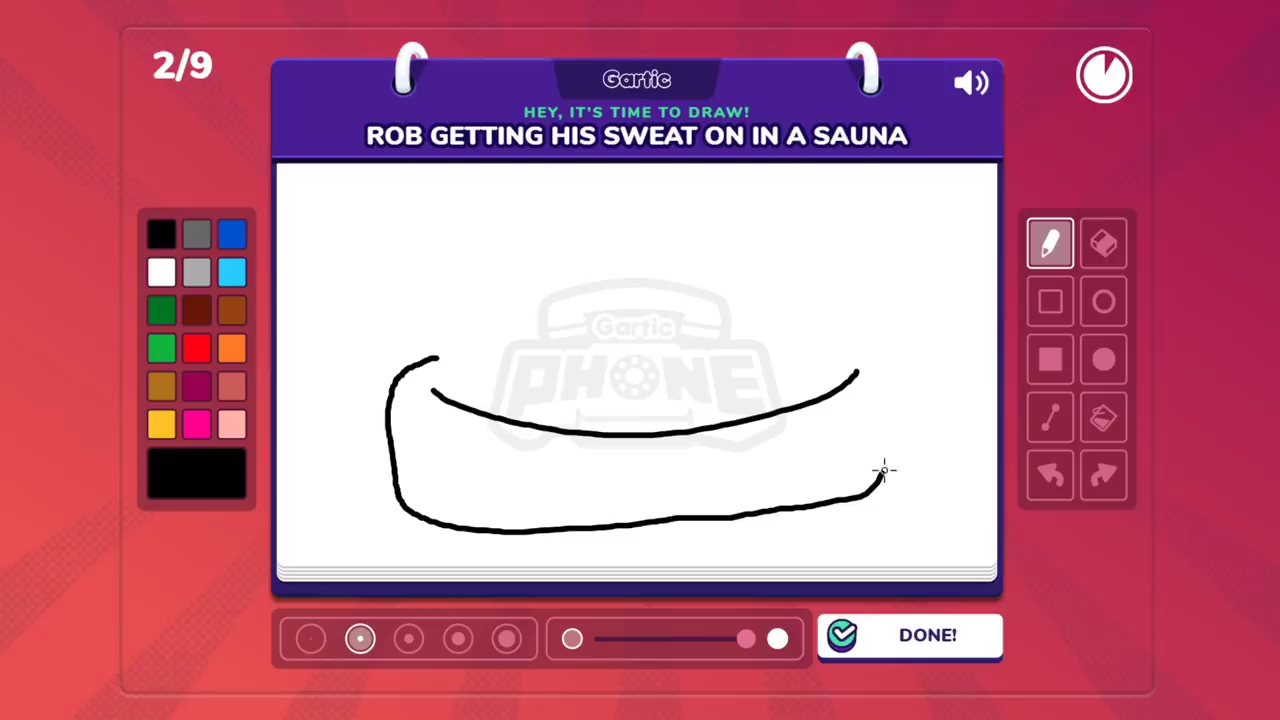 2/9
Gartic
HEY, IT'S TIME TO DRAW!
ROB GETTING HIS SWEAT ON IN A SAUNA
Gartic
PHONE
DONE!